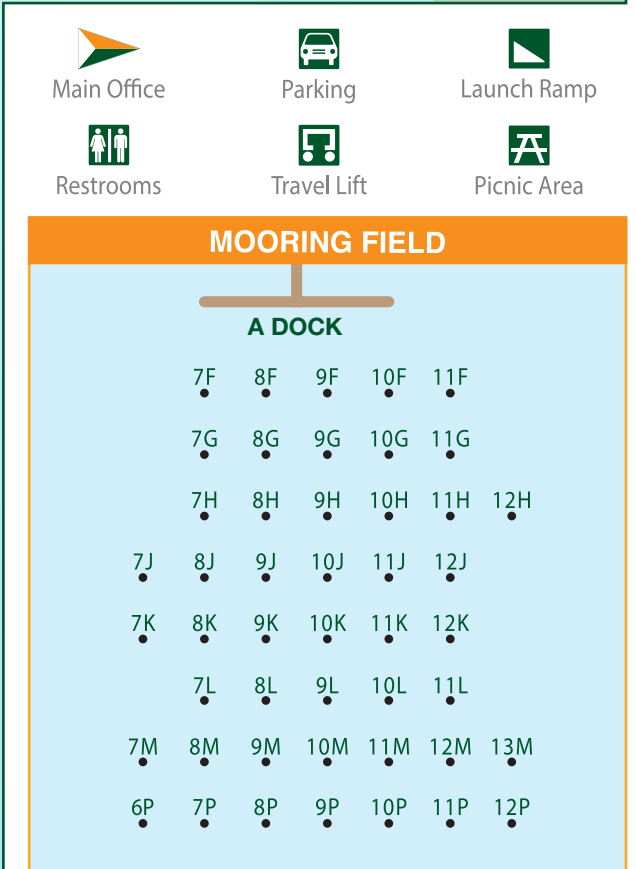 Main Office Parking Launch Ramp
Restrooms Travel Lift Picnic Area
MOORING FIELD
A DOCK
7F 8F 9F 10F 11F
7G 8G 9G 10G 11G
7H 8H 9H 10H 11H 12H
7J 8J 9J 10J 11J 12J
7K 8K 9K 10K 11K 12K
7L 8L 9L 10L 11L
7M 8M 9M 10M 11M 12M 13M
6P 7P 8P 9P 10P 11P 12P